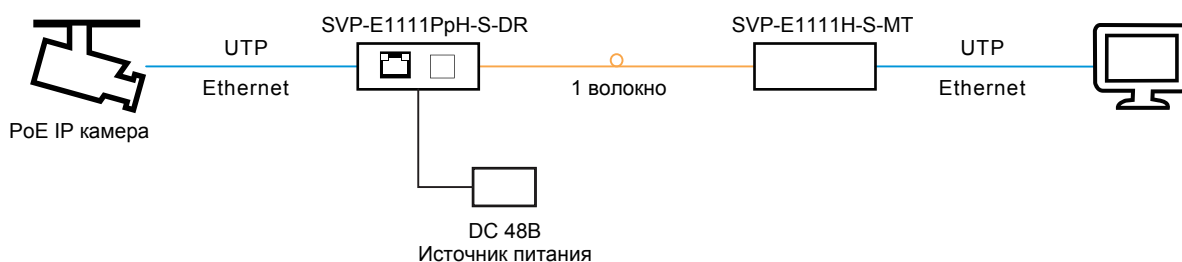 SVP-E1111PpH-S-DR
SVP-E1111H-S-MT
UTP
UTP
Ethernet
1 волокно
Ethernet
PoE IP камера
DC 48В
Источник питания